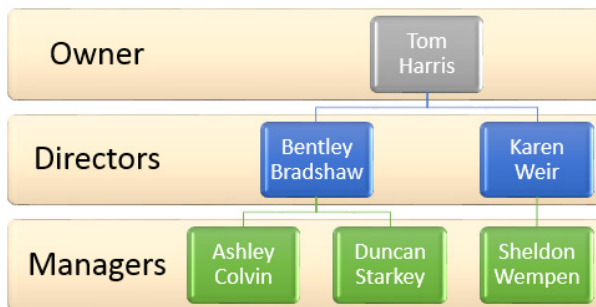 Owner
Tom
Harris
Directors
Bentley
Bradshaw
Karen
Weir
Managers
Ashley
Colvin
Duncan
Starkey
Sheldon
Wempen